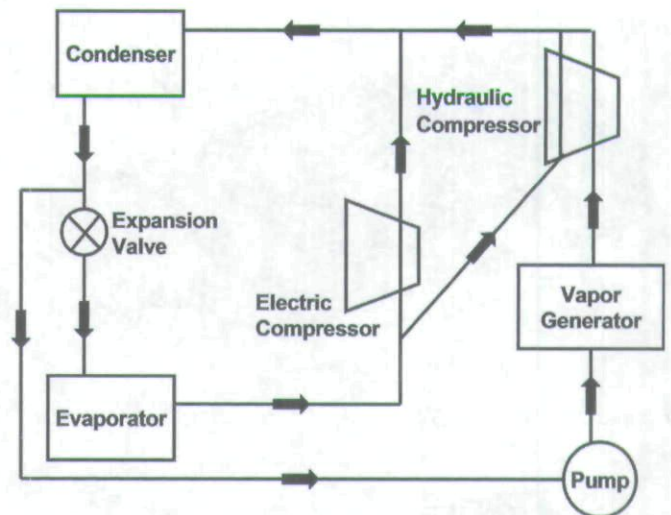 Condenser
Hydraulic
Compressor
Expansion
Valve
Electric
Compressor
Vapor
Generator
Evaporator
Pump